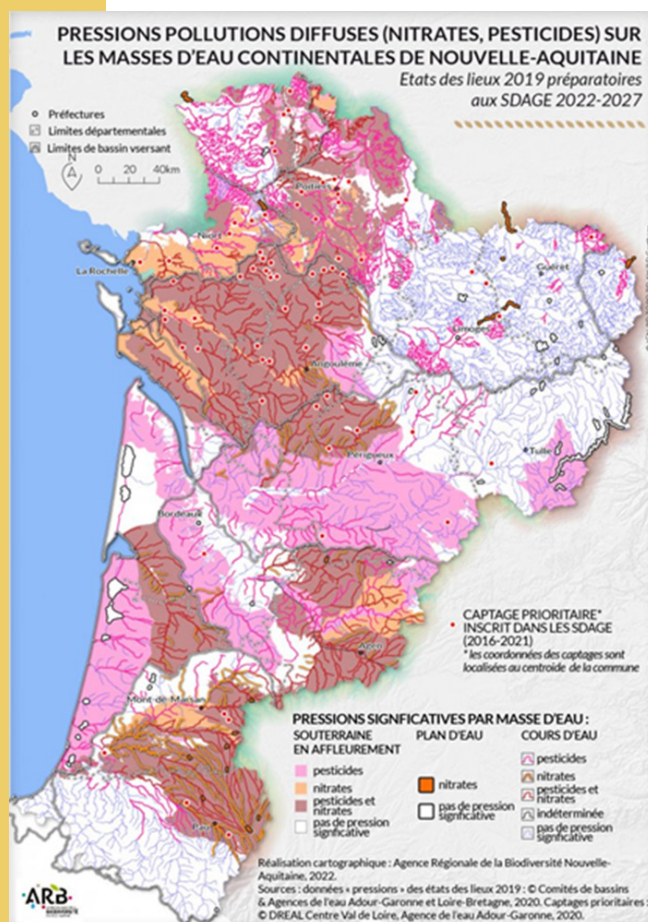 PRESSIONS POLLUTIONS DIFFUSES (NITRATES, PESTICIDES) SUR
LES MASSES D'EAU CONTINENTALES DE NOUVELLE-AQUITAINE
Etats des lieux 2019 préparatoires
aux SDAGE 2022-2027
Préfectures
Limites départementales
Limites de bassin vsersant
N
A
0 20 40km
Poitiers
Niort
La Rochelle
Guéret
Limoges
Angoulême
Tulle
Périgueux
Bordeaux
Agen
Mont-de-Marsan
Pau
CAPTAGE PRIORITAIRE*
INSCRIT DANS LES SDAGE
(2016-2021)
* les coordonnées des captages sont
localisées au centroide de la commune
PRESSIONS SIGNFICATIVES PAR MASSE D'EAU :
SOUTERRAINE
EN AFFLEUREMENT
pesticides
nitrates
pesticides et
nitrates
pas de pression
signficative
PLAN D'EAU
nitrates
pas de pression
signficative
COURS D'EAU
pesticides
nitrates
pesticides et
nitrates
indéterminée
pas de pression
signficative
Réalisation cartographique : Agence Régionale de la Biodiversité Nouvelle-
Aquitaine, 2022.
Sources : données « pressions » des états des lieux 2019 : © Comités de bassins
& Agences de l'eau Adour-Garonne et Loire-Bretagne, 2020. Captages prioritaires :
© DREAL Centre Val de Loire, Agence de l'eau Adour-Garonne, 2020.
ARB